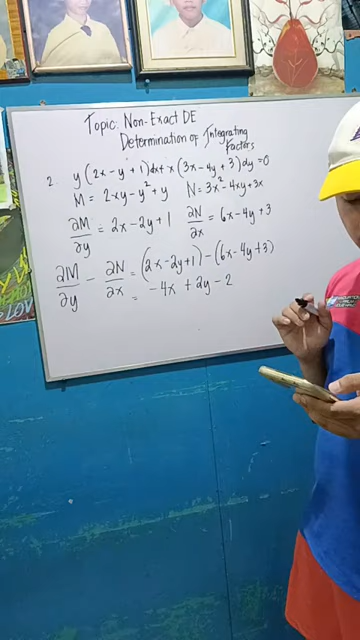 Topic: Non-Exact DE
Determination of Integrating Factors
2. y(2x - y + 1)dx + x(3x - 4y + 3)dy = 0
M = 2xy - y² + y N = 3x² - 4xy + 3x
∂M/∂y = 2x - 2y + 1 ∂N/∂x = 6x - 4y + 3
∂M/∂y - ∂N/∂x = (2x - 2y + 1) - (6x - 4y + 3)
= -4x + 2y - 2